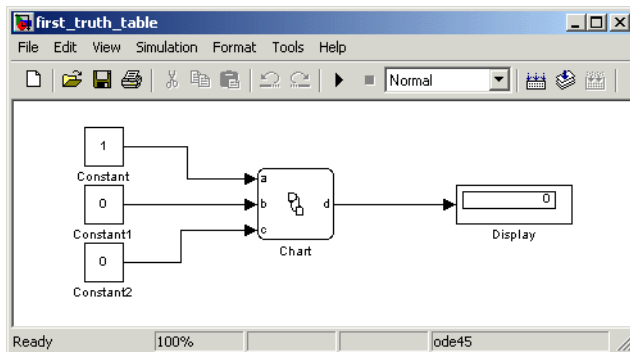 first_truth_table
File Edit View Simulation Format Tools Help
Normal
1
Constant
0
Constant1
0
Constant2
a
b
c
d
Chart
0
Display
Ready 100% ode45